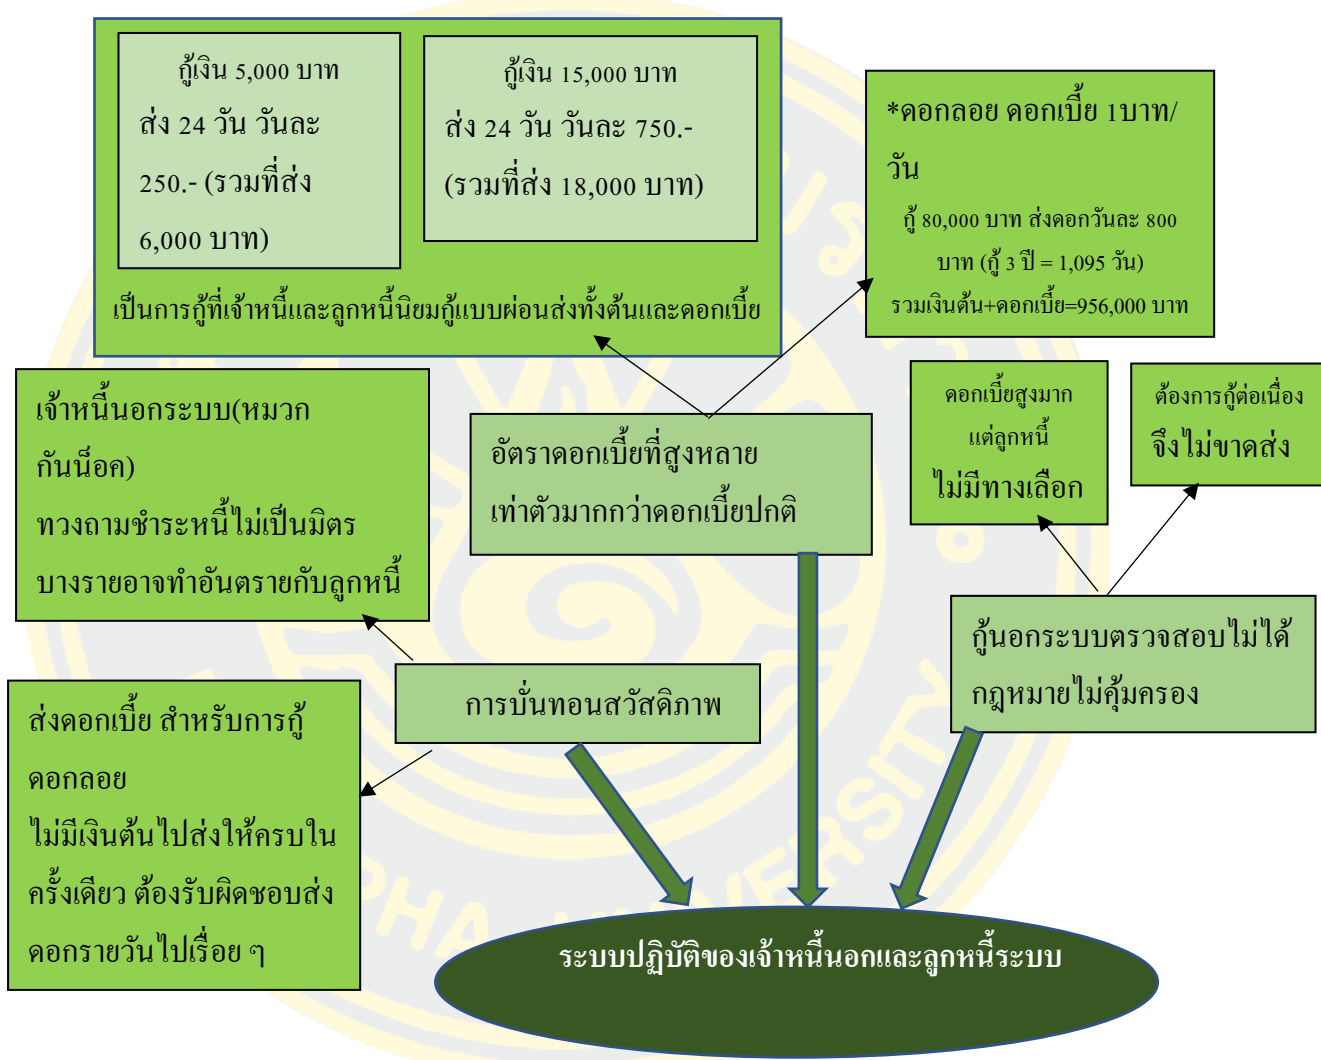 กู้เงิน 5,000 บาท
ส่ง 24 วัน วันละ
250.- (รวมที่ส่ง
6,000 บาท)
กู้เงิน 15,000 บาท
ส่ง 24 วัน วันละ 750.-
(รวมที่ส่ง 18,000 บาท)
เป็นการกู้ที่เจ้าหนี้และลูกหนี้นิยมกู้แบบผ่อนส่งทั้งต้นและดอกเบี้ย
*ดอกลอย ดอกเบี้ย 1บาท/
วัน
กู้ 80,000 บาท ส่งดอกวันละ 800
บาท (กู้ 3 ปี = 1,095 วัน)
รวมเงินต้น+ดอกเบี้ย=956,000 บาท
เจ้าหนี้นอกระบบ(หมวก
กันน็อค)
ทวงถามชำระหนี้ไม่เป็นมิตร
บางรายอาจทำอันตรายกับลูกหนี้
อัตราดอกเบี้ยที่สูงหลาย
เท่าตัวมากกว่าดอกเบี้ยปกติ
ดอกเบี้ยสูงมาก
แต่ลูกหนี้
ไม่มีทางเลือก
ต้องการกู้ต่อเนื่อง
จึงไม่ขาดส่ง
กู้นอกระบบตรวจสอบไม่ได้
กฎหมายไม่คุ้มครอง
การบั่นทอนสวัสดิภาพ
ส่งดอกเบี้ย สำหรับการกู้
ดอกลอย
ไม่มีเงินต้นไปส่งให้ครบใน
ครั้งเดียว ต้องรับผิดชอบส่ง
ดอกรายวันไปเรื่อย ๆ
ระบบปฏิบัติของเจ้าหนี้นอกและลูกหนี้ระบบ